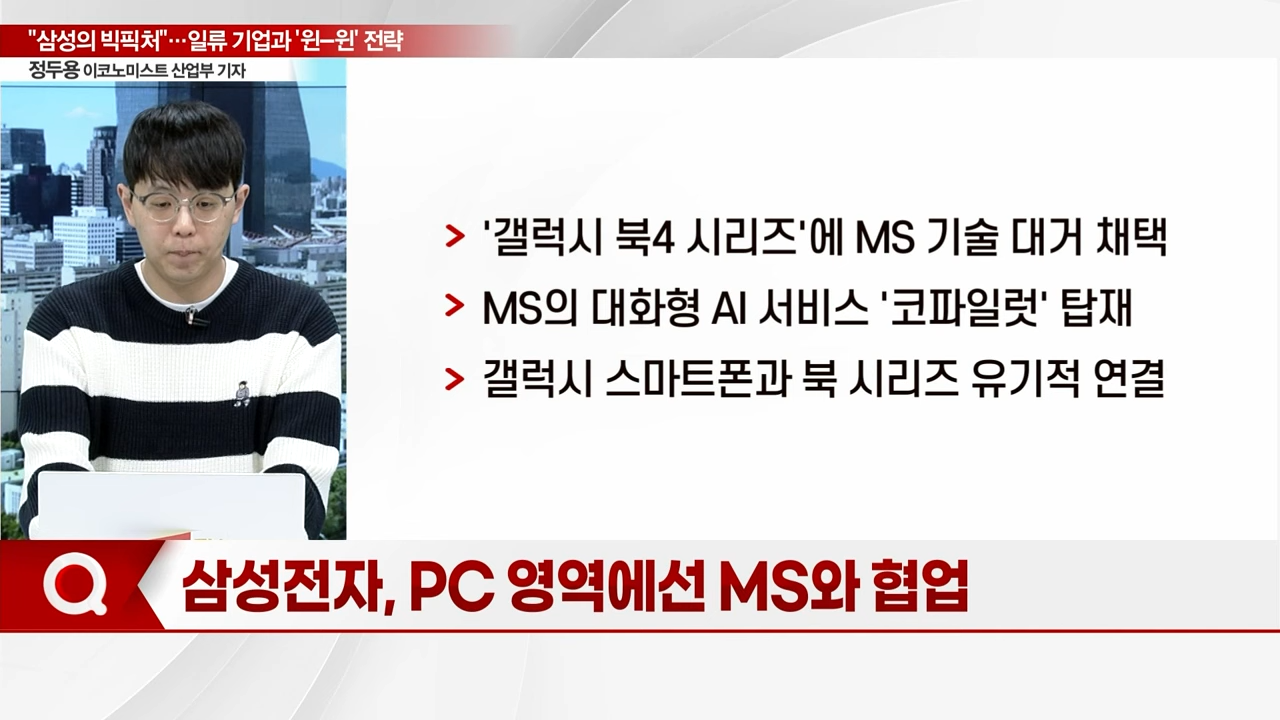 "삼성의 빅픽처"…일류 기업과 '윈-윈' 전략
정두용 이코노미스트 산업부 기자
> '갤럭시 북4 시리즈'에 MS 기술 대거 채택
> MS의 대화형 AI 서비스 '코파일럿' 탑재
> 갤럭시 스마트폰과 북 시리즈 유기적 연결
Q 삼성전자, PC 영역에선 MS와 협업